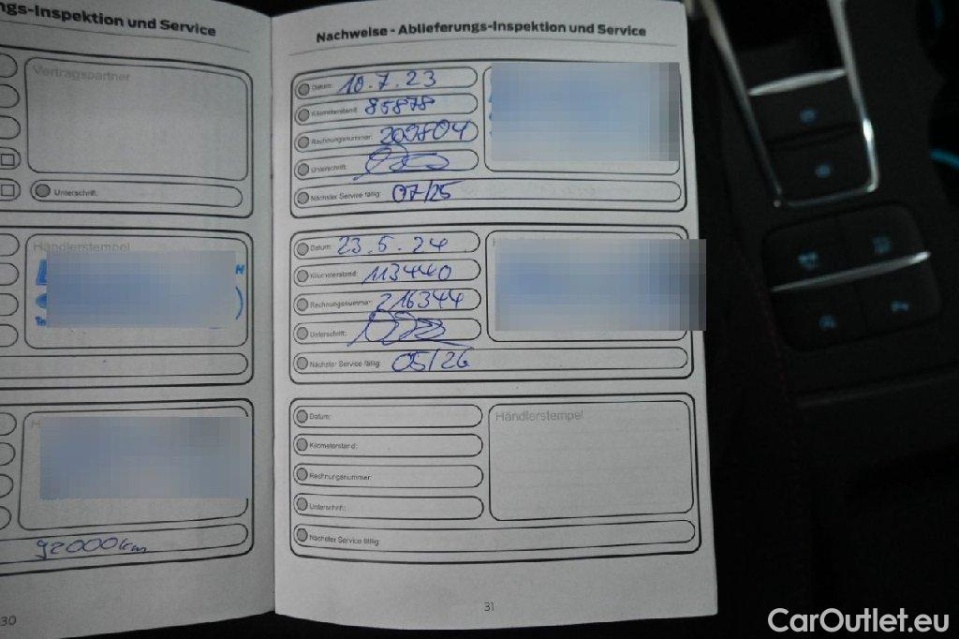 ngs-Inspektion und Service
Vertragspartner
Unterschrift:
Händlerstempel
H
92000km
30
Nachweise - Ablieferungs-Inspektion und Service
Datum: 10.7.23
Kilometerstand: 85878
Rechnungsnummer: 202804
Unterschrift:
Nächster Service fällig: 07/25
Datum: 23.5.24
Kilometerstand: 113440
Rechnungsnummer: 216344
Unterschrift:
Nächster Service fällig: 05/26
Datum:
Händlerstempel
Kilometerstand:
Rechnungsnummer:
Unterschrift:
Nächster Service fällig:
31
CarOutlet.eu